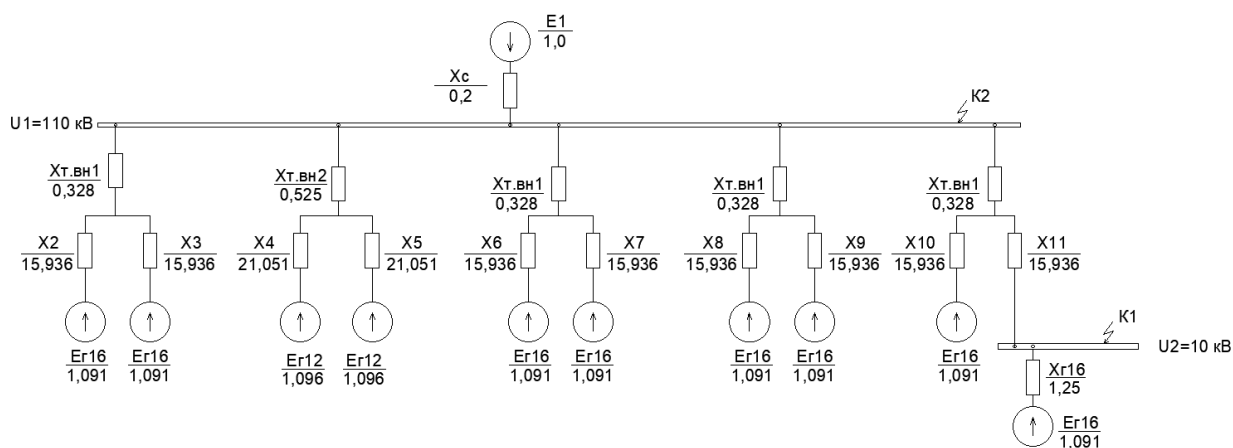 E1
1,0
Xс
0,2
K2
U1=110 кВ
Xт.вн1
0,328
Xт.вн2
0,525
Xт.вн1
0,328
Xт.вн1
0,328
Xт.вн1
0,328
X2
15,936
X3
15,936
X4
21,051
X5
21,051
X6
15,936
X7
15,936
X8
15,936
X9
15,936
X10
15,936
X11
15,936
K1
U2=10 кВ
Eг16
1,091
Eг16
1,091
Eг12
1,096
Eг12
1,096
Eг16
1,091
Eг16
1,091
Eг16
1,091
Eг16
1,091
Eг16
1,091
Xг16
1,25
Eг16
1,091